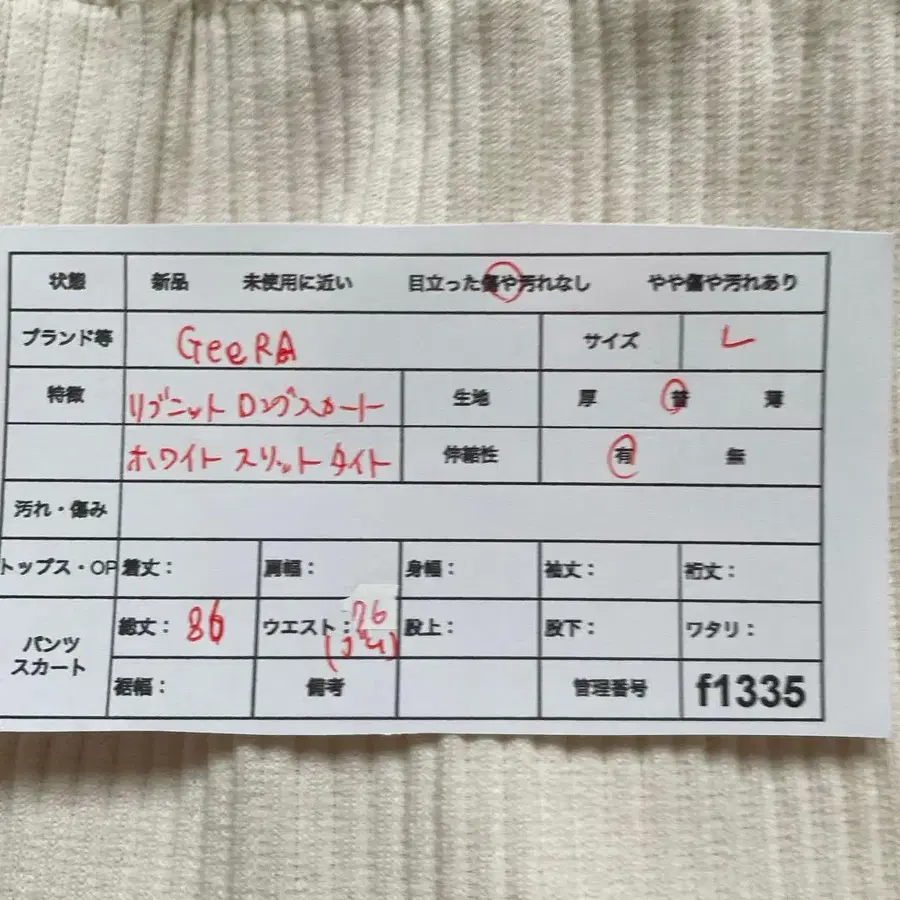 状態 新品 未使用に近い 目立った傷や汚れなし やや傷や汚れあり
ブランド等 GeeRA サイズ L
特徴 リブニット ロングスカート 生地 厚 普 薄
ホワイト スリット タイト 伸縮性 有 無
汚れ・傷み
トップス・OP 着丈： 肩幅： 身幅： 袖丈： 裄丈：
パンツ スカート 総丈： 86 ウエスト： 76 (ゴム) 股上： 股下： ワタリ：
裾幅： 備考 管理番号 f1335